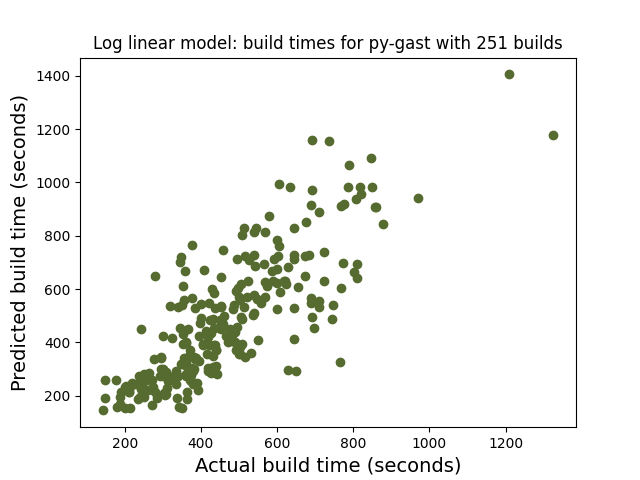 Log linear model: build times for py-gast with 251 builds
Predicted build time (seconds)
1400
1200
1000
800
600
400
200
200 400 600 800 1000 1200
Actual build time (seconds)